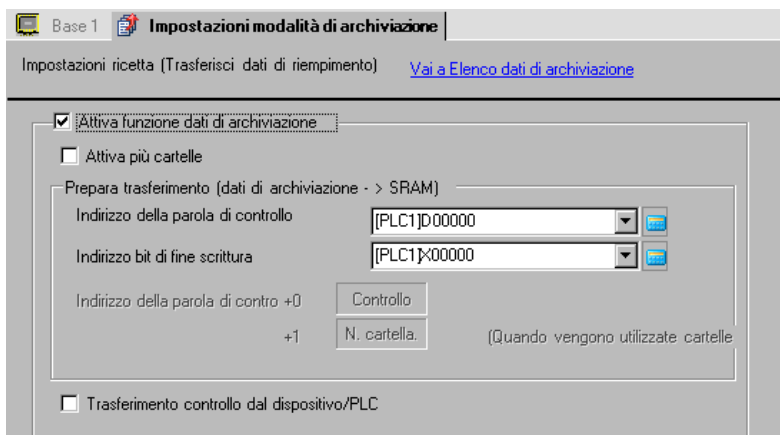 Base 1 Impostazioni modalità di archiviazione
Impostazioni ricetta (Trasferisci dati di riempimento) Vai a Elenco dati di archiviazione
Attiva funzione dati di archiviazione
Attiva più cartelle
Prepara trasferimento (dati di archiviazione - > SRAM)
Indirizzo della parola di controllo [PLC1]D00000
Indirizzo bit di fine scrittura [PLC1]X00000
Indirizzo della parola di contro +0 Controllo
+1 N. cartella. (Quando vengono utilizzate cartelle
Trasferimento controllo dal dispositivo/PLC